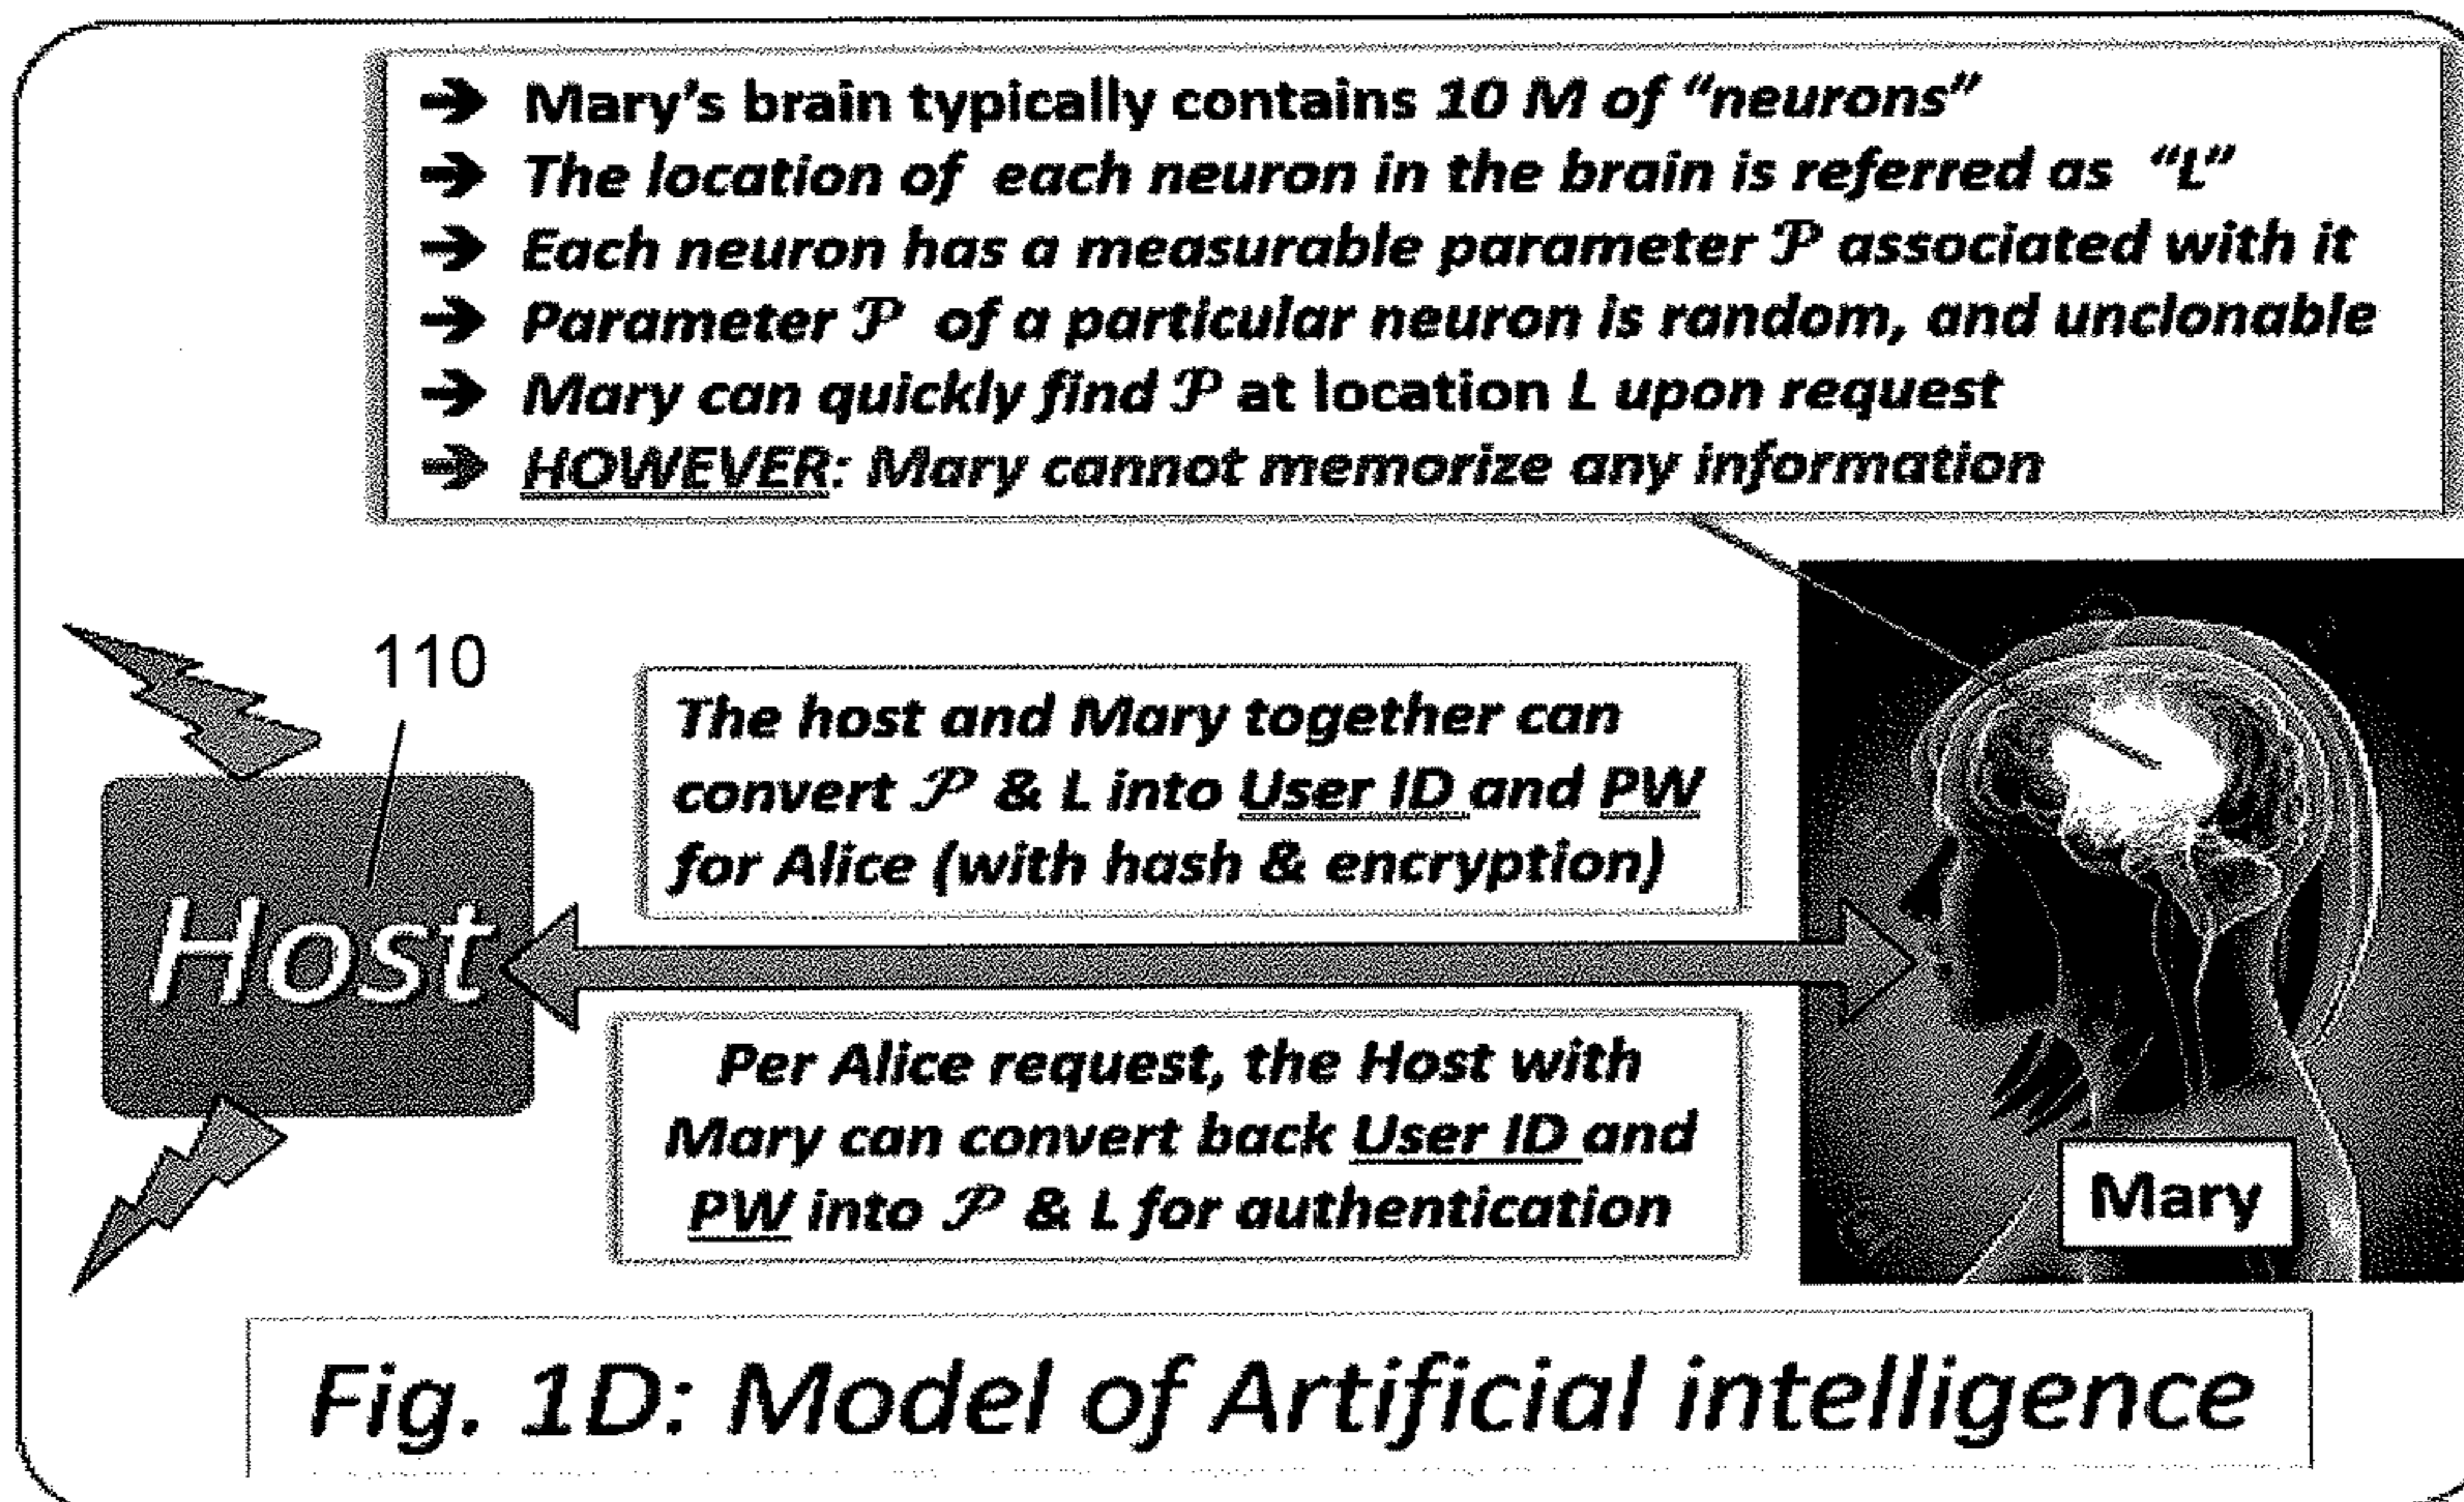 ➔ Mary's brain typically contains 10 M of "neurons"
➔ The location of each neuron in the brain is referred as "L"
➔ Each neuron has a measurable parameter 𝒫 associated with it
➔ Parameter 𝒫 of a particular neuron is random, and unclonable
➔ Mary can quickly find 𝒫 at location L upon request
➔ HOWEVER: Mary cannot memorize any information
110
Host
The host and Mary together can
convert 𝒫 & L into User ID and PW
for Alice (with hash & encryption)
Per Alice request, the Host with
Mary can convert back User ID and
PW into 𝒫 & L for authentication
Mary
Fig. 1D: Model of Artificial intelligence